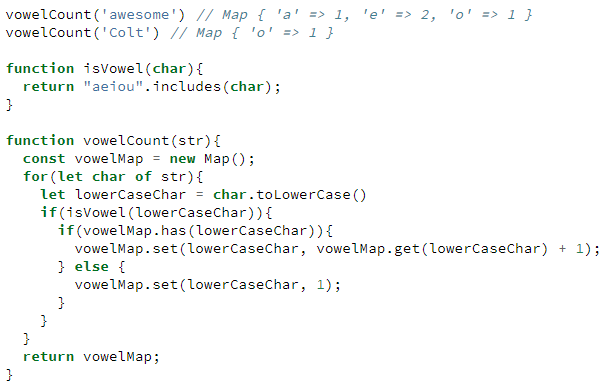 vowelCount('awesome') // Map { 'a' => 1, 'e' => 2, 'o' => 1 }
vowelCount('Colt') // Map { 'o' => 1 }

function isVowel(char){
  return "aeiou".includes(char);
}

function vowelCount(str){
  const vowelMap = new Map();
  for(let char of str){
    let lowerCaseChar = char.toLowerCase()
    if(isVowel(lowerCaseChar)){
      if(vowelMap.has(lowerCaseChar)){
        vowelMap.set(lowerCaseChar, vowelMap.get(lowerCaseChar) + 1);
      } else {
        vowelMap.set(lowerCaseChar, 1);
      }
    }
  }
  return vowelMap;
}